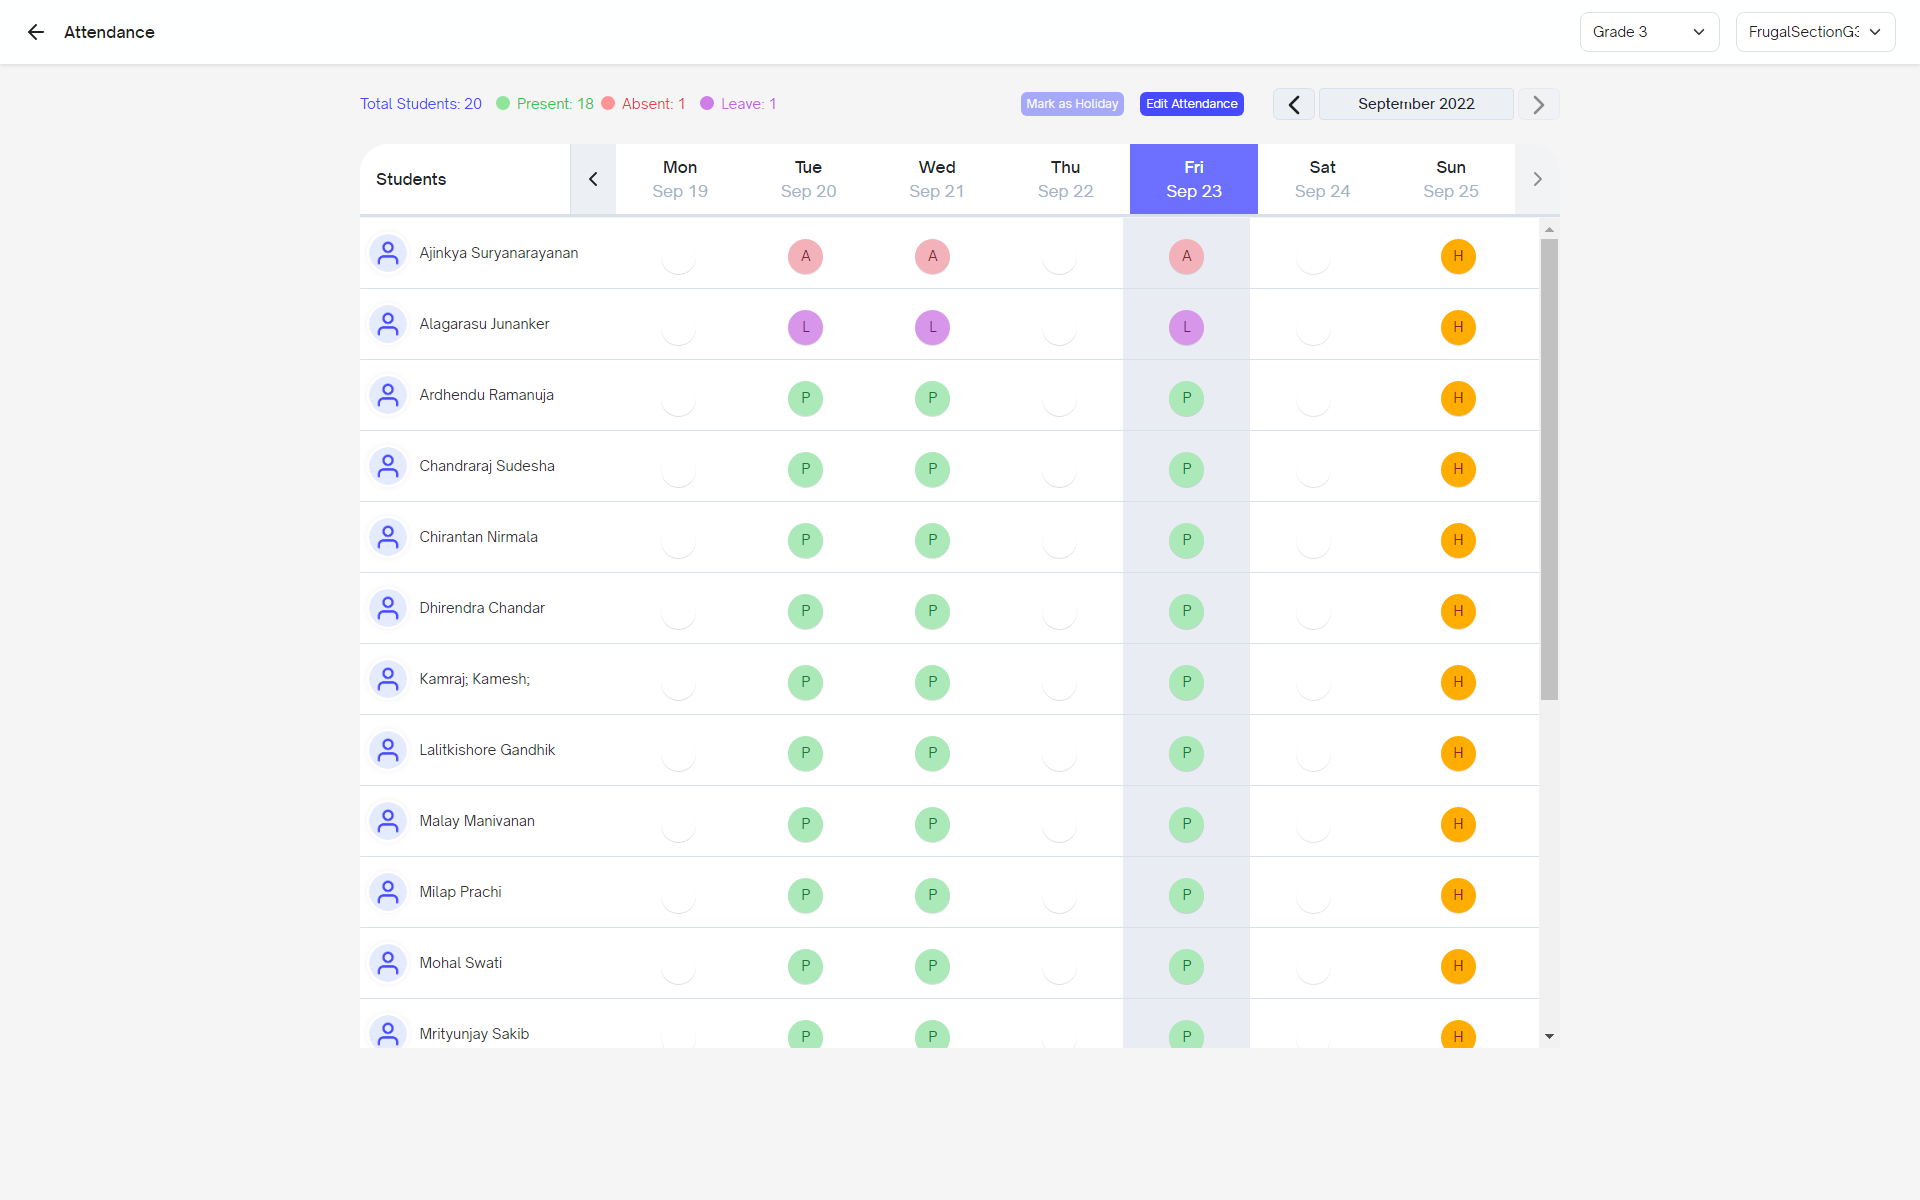 Attendance
Grade 3
FrugalSectionG3
Total Students: 20 Present: 18 Absent: 1 Leave: 1
Mark as Holiday
Edit Attendance
September 2022
Students
Mon Tue Wed Thu Fri Sat Sun
Sep 19 Sep 20 Sep 21 Sep 22 Sep 23 Sep 24 Sep 25
Ajinkya Suryanarayanan A A A H
Alagarasu Junanker L L L H
Ardhendu Ramanuja P P P H
Chandraraj Sudesha P P P H
Chirantan Nirmala P P P H
Dhirendra Chandar P P P H
Kamraj; Kamesh; P P P H
Lalitkishore Gandhik P P P H
Malay Manivanan P P P H
Milap Prachi P P P H
Mohal Swati P P P H
Mrityunjay Sakib P P P H